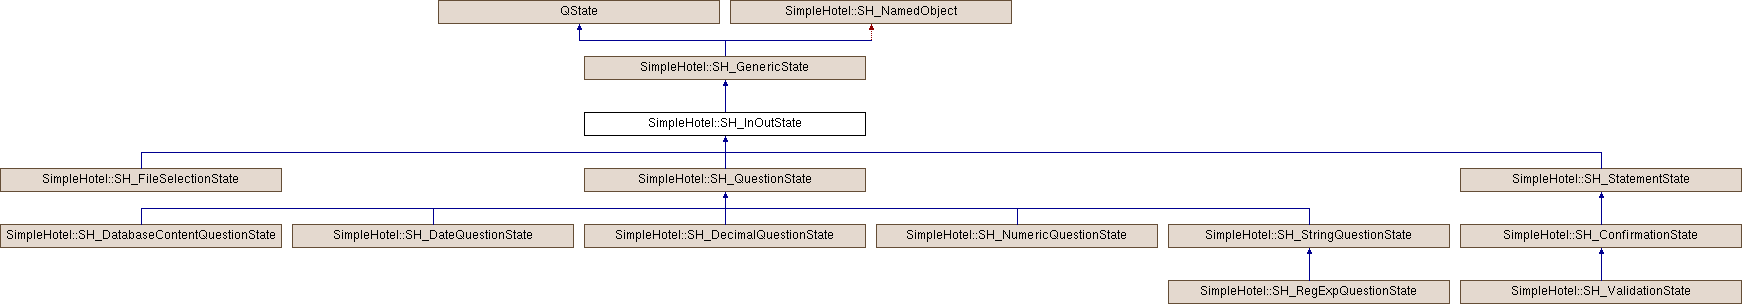 QState
SimpleHotel::SH_NamedObject
SimpleHotel::SH_GenericState
SimpleHotel::SH_InOutState
SimpleHotel::SH_FileSelectionState
SimpleHotel::SH_QuestionState
SimpleHotel::SH_StatementState
SimpleHotel::SH_DatabaseContentQuestionState
SimpleHotel::SH_DateQuestionState
SimpleHotel::SH_DecimalQuestionState
SimpleHotel::SH_NumericQuestionState
SimpleHotel::SH_StringQuestionState
SimpleHotel::SH_ConfirmationState
SimpleHotel::SH_RegExpQuestionState
SimpleHotel::SH_ValidationState